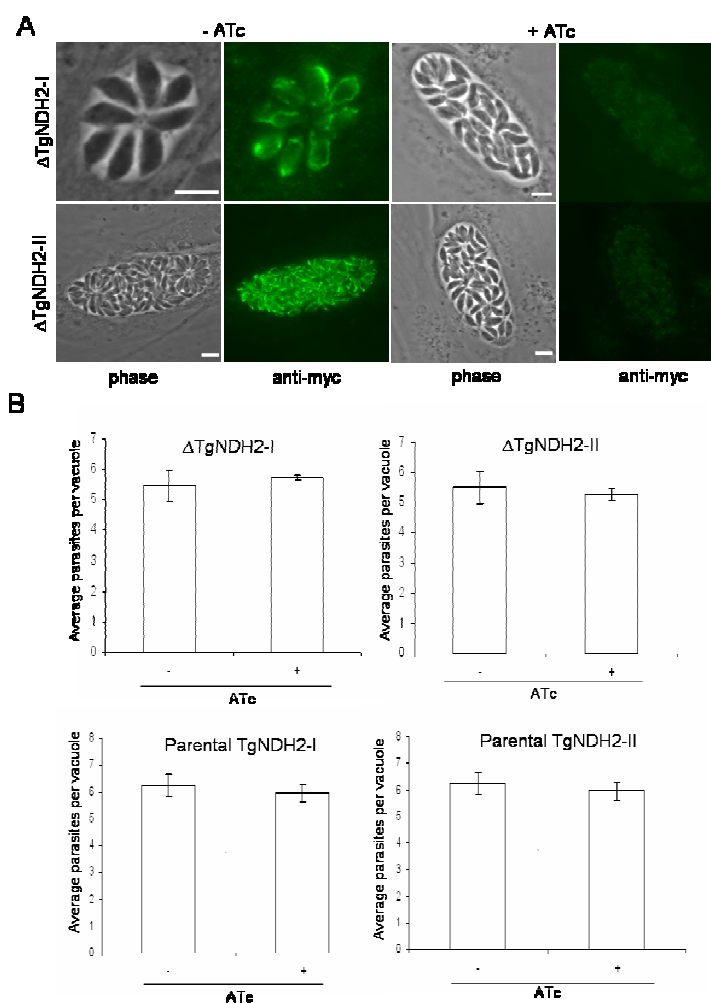 A
- ATc
+ ATc
ΔTgNDH2-I
ΔTgNDH2-II
phase
anti-myc
phase
anti-myc
B
ΔTgNDH2-I
Average parasites per vacuole
7
6
5
4
3
2
1
0
- +
ATc
ΔTgNDH2-II
Average parasites per vacuole
7
6
5
4
3
2
1
0
- +
ATc
Parental TgNDH2-I
Average parasites per vacuole
8
7
6
5
4
3
2
1
0
- +
ATc
Parental TgNDH2-II
Average parasites per vacuole
8
7
6
5
4
3
2
1
0
- +
ATc